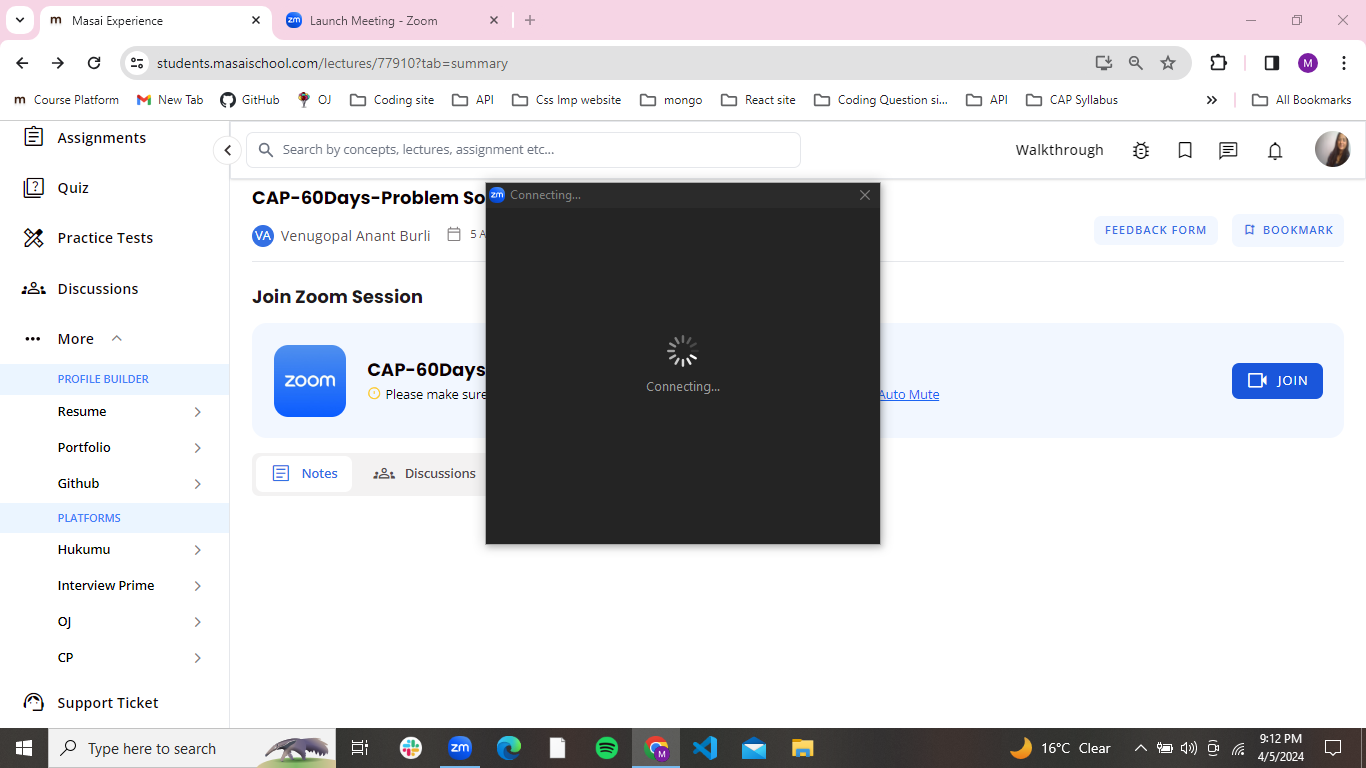 m Masai Experience
zm Launch Meeting - Zoom
students.masaischool.com/lectures/77910?tab=summary
M
m Course Platform New Tab GitHub OJ Coding site API Css Imp website mongo React site Coding Question si... API CAP Syllabus » All Bookmarks
Assignments
Quiz
Practice Tests
Discussions
More
PROFILE BUILDER
Resume
Portfolio
Github
PLATFORMS
Hukumu
Interview Prime
OJ
CP
Support Ticket
Search by concepts, lectures, assignment etc...
Walkthrough
CAP-60Days-Problem So
VA Venugopal Anant Burli 5 A
FEEDBACK FORM
BOOKMARK
Join Zoom Session
zoom
CAP-60Days
Please make sure
Auto Mute
JOIN
Notes
Discussions
zm Connecting...
Connecting...
Type here to search
zm
M
16°C Clear
9:12 PM
4/5/2024